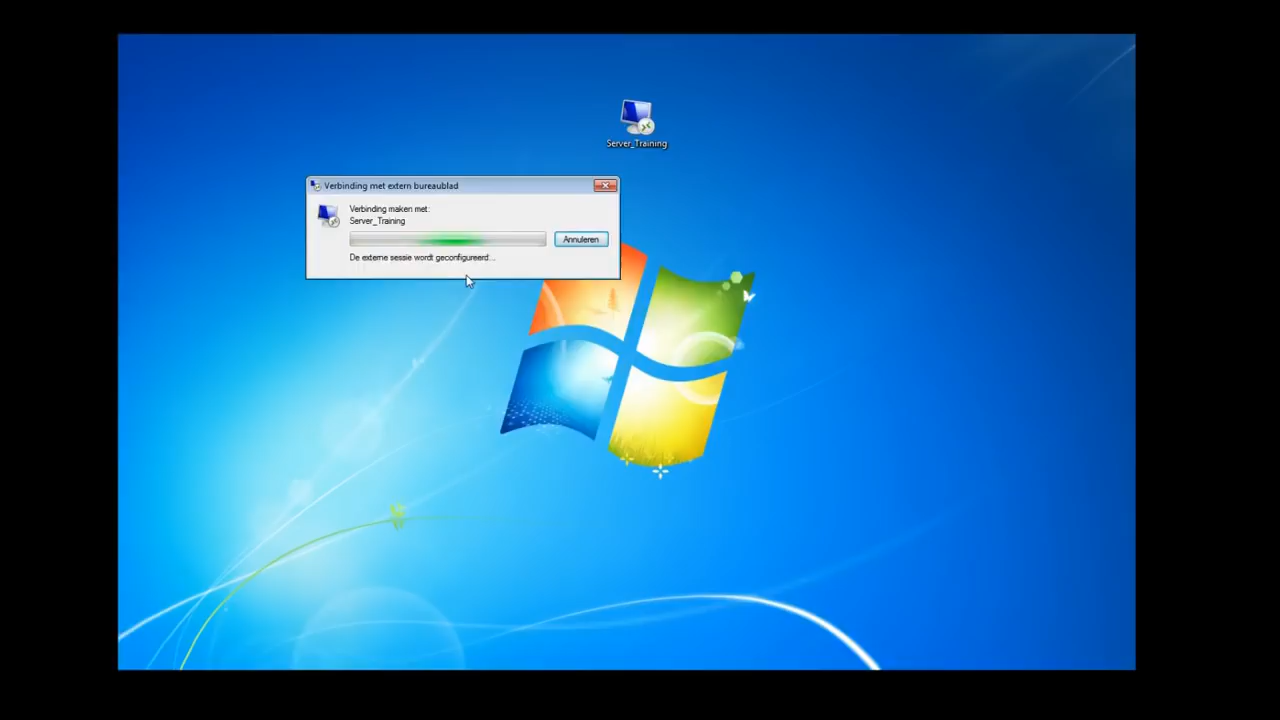 Server_Training
Verbinding met extern bureaublad
Verbinding maken met:
Server_Training
Annuleren
De externe sessie wordt geconfigureerd...